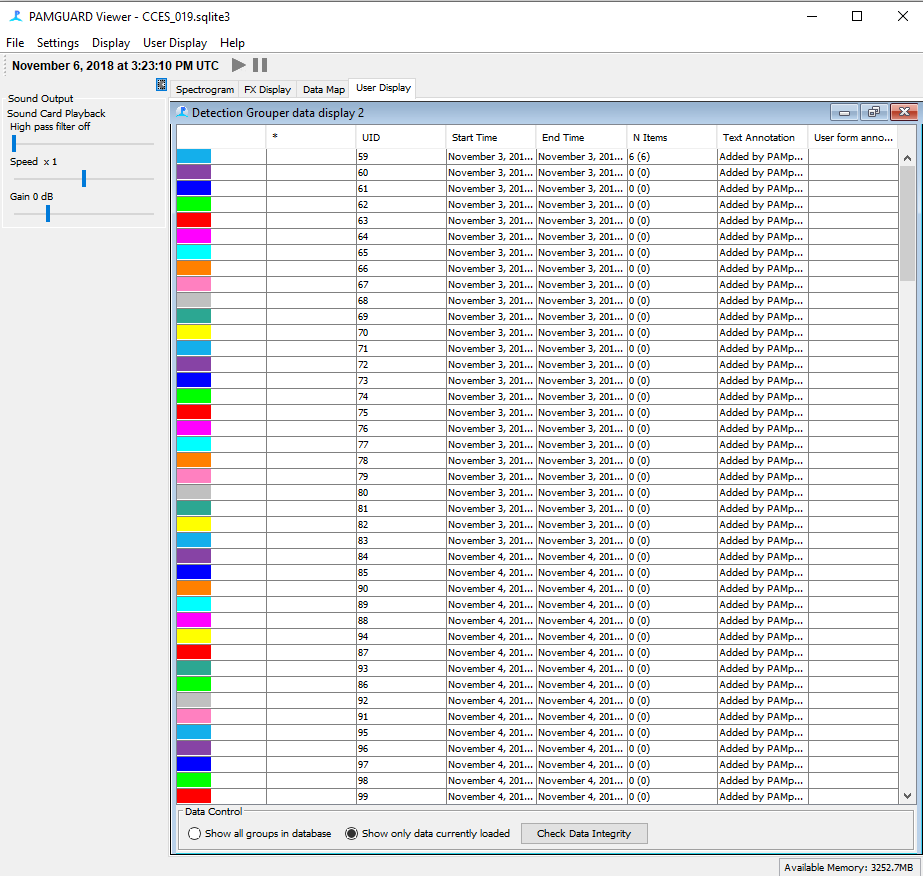 PAMGUARD Viewer - CCES_019.sqlite3
File Settings Display User Display Help
November 6, 2018 at 3:23:10 PM UTC
Sound Output
Sound Card Playback
High pass filter off
Speed x 1
Gain 0 dB
Spectrogram FX Display Data Map User Display
Detection Grouper data display 2
* UID Start Time End Time N Items Text Annotation User form anno...
59 November 3, 201... November 3, 201... 6 (6) Added by PAMp...
60 November 3, 201... November 3, 201... 0 (0) Added by PAMp...
61 November 3, 201... November 3, 201... 0 (0) Added by PAMp...
62 November 3, 201... November 3, 201... 0 (0) Added by PAMp...
63 November 3, 201... November 3, 201... 0 (0) Added by PAMp...
64 November 3, 201... November 3, 201... 0 (0) Added by PAMp...
65 November 3, 201... November 3, 201... 0 (0) Added by PAMp...
66 November 3, 201... November 3, 201... 0 (0) Added by PAMp...
67 November 3, 201... November 3, 201... 0 (0) Added by PAMp...
68 November 3, 201... November 3, 201... 0 (0) Added by PAMp...
69 November 3, 201... November 3, 201... 0 (0) Added by PAMp...
70 November 3, 201... November 3, 201... 0 (0) Added by PAMp...
71 November 3, 201... November 3, 201... 0 (0) Added by PAMp...
72 November 3, 201... November 3, 201... 0 (0) Added by PAMp...
73 November 3, 201... November 3, 201... 0 (0) Added by PAMp...
74 November 3, 201... November 3, 201... 0 (0) Added by PAMp...
75 November 3, 201... November 3, 201... 0 (0) Added by PAMp...
76 November 3, 201... November 3, 201... 0 (0) Added by PAMp...
77 November 3, 201... November 3, 201... 0 (0) Added by PAMp...
78 November 3, 201... November 3, 201... 0 (0) Added by PAMp...
79 November 3, 201... November 3, 201... 0 (0) Added by PAMp...
80 November 3, 201... November 3, 201... 0 (0) Added by PAMp...
81 November 3, 201... November 3, 201... 0 (0) Added by PAMp...
82 November 3, 201... November 3, 201... 0 (0) Added by PAMp...
83 November 3, 201... November 3, 201... 0 (0) Added by PAMp...
84 November 4, 201... November 4, 201... 0 (0) Added by PAMp...
85 November 4, 201... November 4, 201... 0 (0) Added by PAMp...
90 November 4, 201... November 4, 201... 0 (0) Added by PAMp...
89 November 4, 201... November 4, 201... 0 (0) Added by PAMp...
88 November 4, 201... November 4, 201... 0 (0) Added by PAMp...
94 November 4, 201... November 4, 201... 0 (0) Added by PAMp...
87 November 4, 201... November 4, 201... 0 (0) Added by PAMp...
93 November 4, 201... November 4, 201... 0 (0) Added by PAMp...
86 November 4, 201... November 4, 201... 0 (0) Added by PAMp...
92 November 4, 201... November 4, 201... 0 (0) Added by PAMp...
91 November 4, 201... November 4, 201... 0 (0) Added by PAMp...
95 November 4, 201... November 4, 201... 0 (0) Added by PAMp...
96 November 4, 201... November 4, 201... 0 (0) Added by PAMp...
97 November 4, 201... November 4, 201... 0 (0) Added by PAMp...
98 November 4, 201... November 4, 201... 0 (0) Added by PAMp...
99 November 4, 201... November 4, 201... 0 (0) Added by PAMp...
Data Control
Show all groups in database Show only data currently loaded Check Data Integrity
Available Memory: 3252.7MB